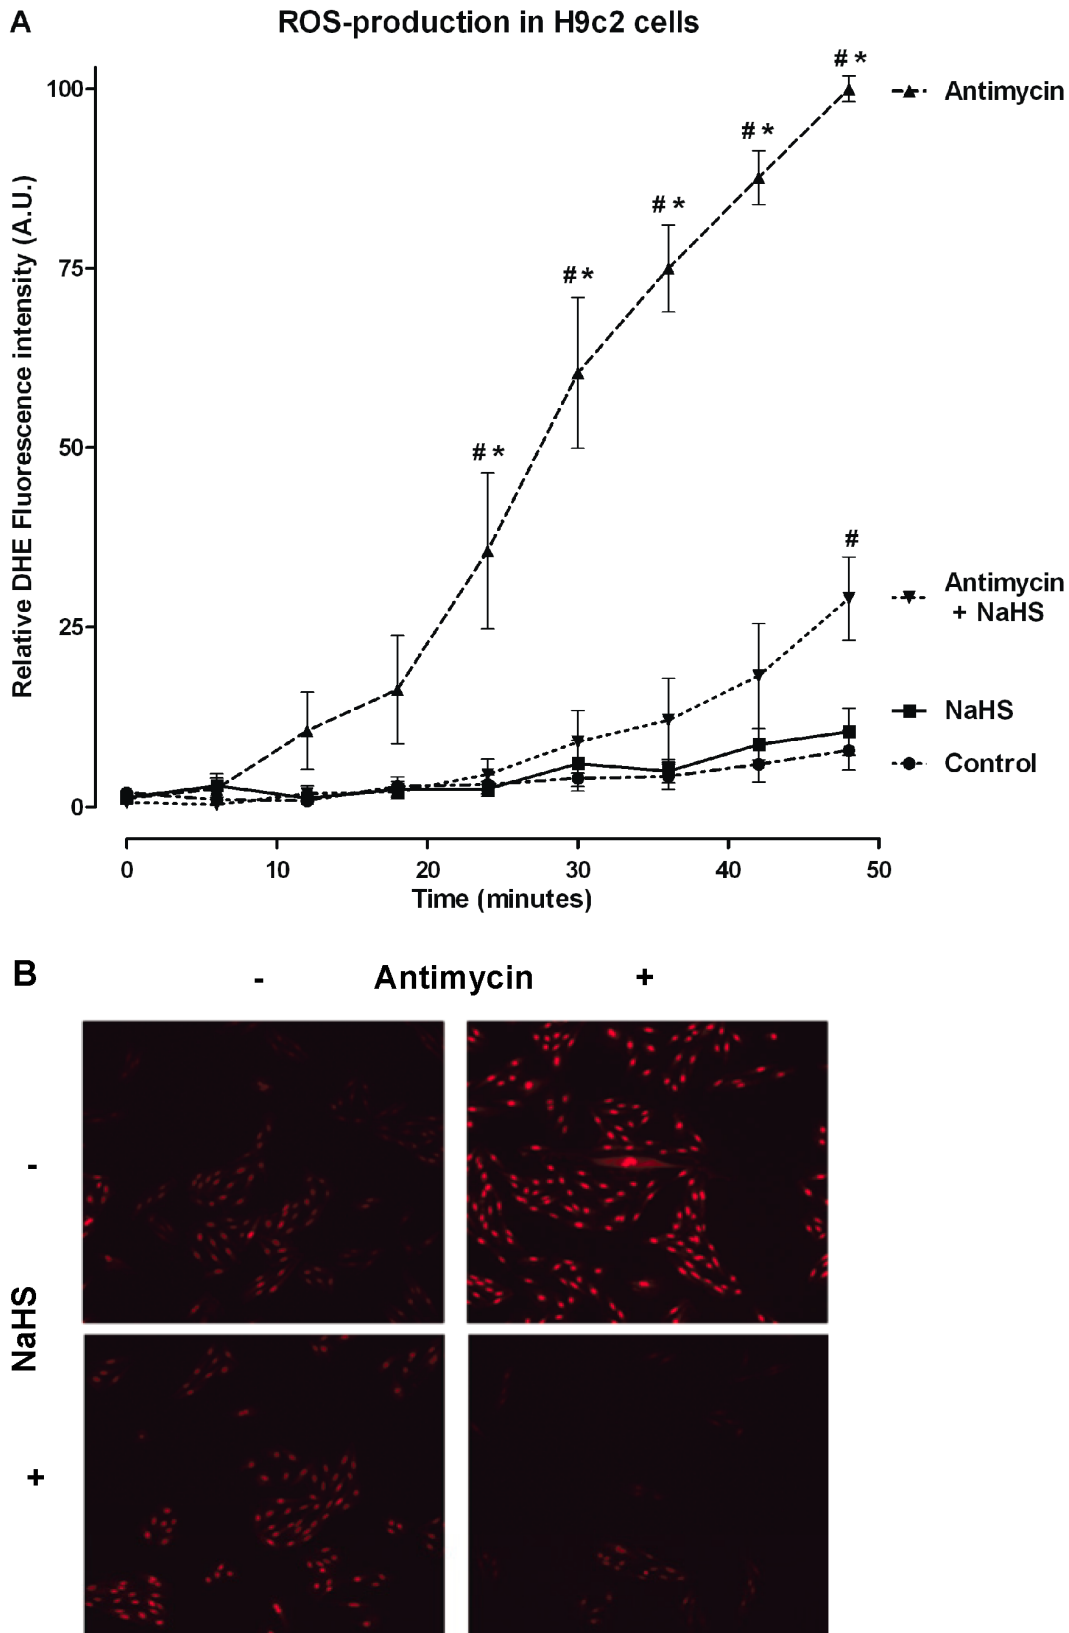 A
ROS-production in H9c2 cells
Relative DHE Fluorescence intensity (A.U.)
100
75
50
25
0
# *
# *
# *
# *
# *
#
Antimycin
Antimycin
+ NaHS
NaHS
Control
0 10 20 30 40 50
Time (minutes)
B
- Antimycin +
-
NaHS
+